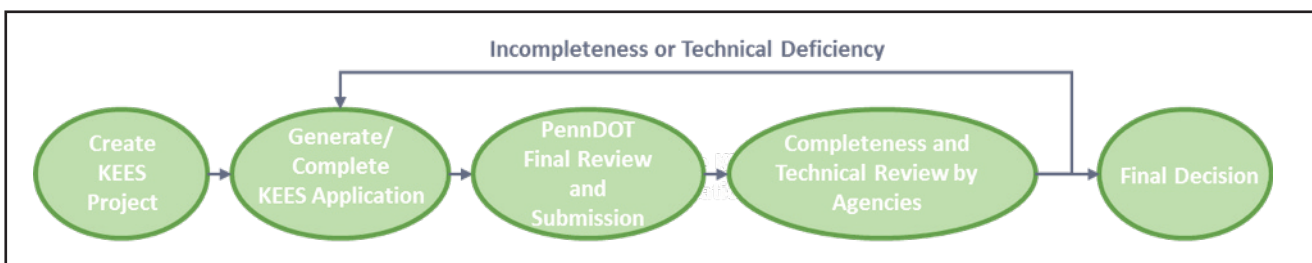 Incompleteness or Technical Deficiency
Create
KEES
Project
Generate/
Complete
KEES Application
PennDOT
Final Review
and
Submission
Completeness and
Technical Review by
Agencies
Final Decision